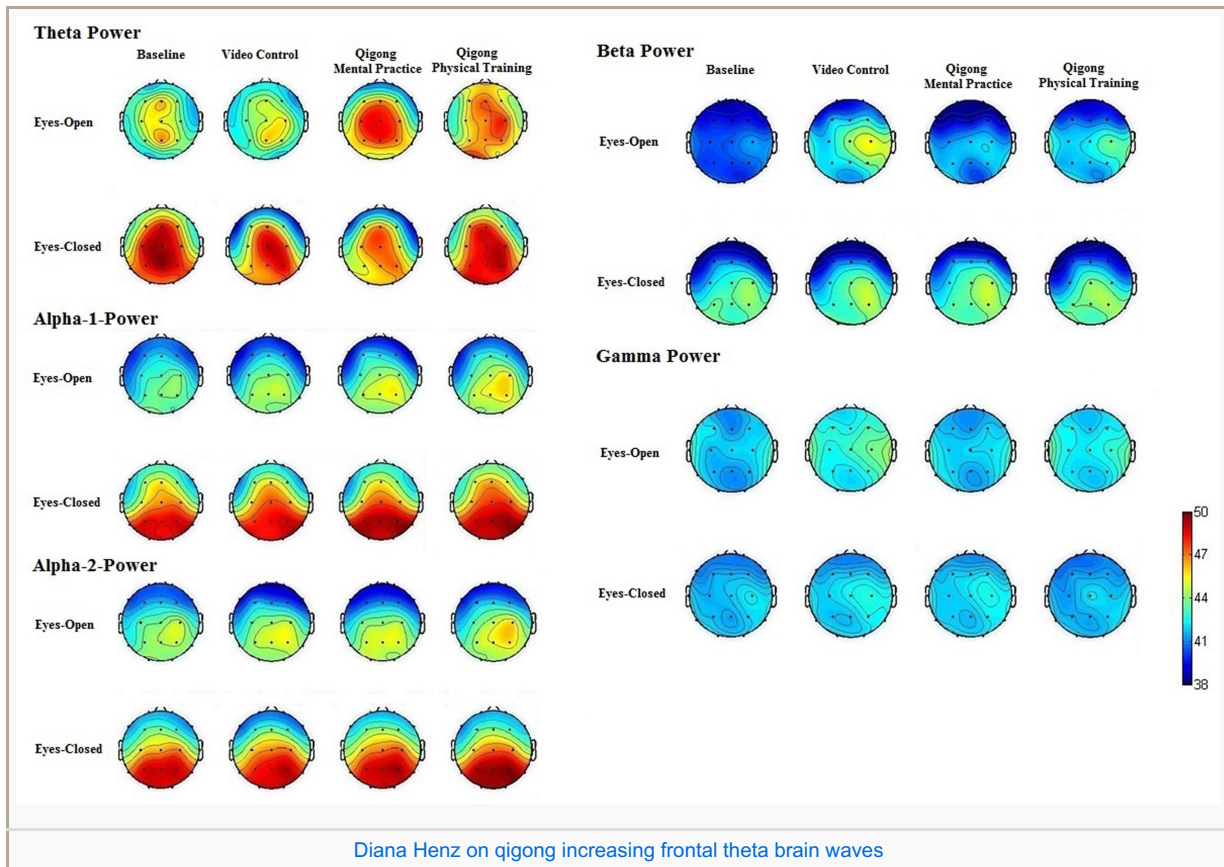 Theta Power
Baseline Video Control Qigong Mental Practice Qigong Physical Training
Eyes-Open
Eyes-Closed
Alpha-1-Power
Eyes-Open
Eyes-Closed
Alpha-2-Power
Eyes-Open
Eyes-Closed
Beta Power
Baseline Video Control Qigong Mental Practice Qigong Physical Training
Eyes-Open
Eyes-Closed
Gamma Power
Eyes-Open
Eyes-Closed
50
47
44
41
38
Diana Henz on qigong increasing frontal theta brain waves